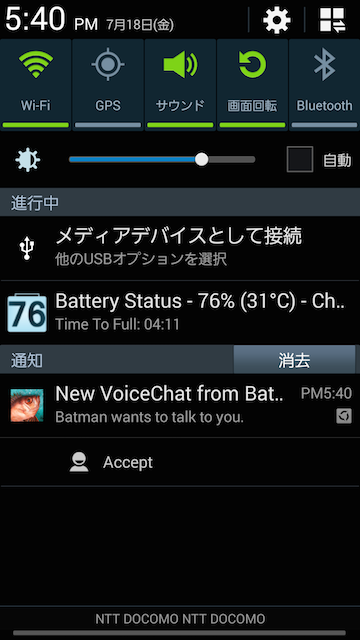 5:40 PM 7月18日(金)
Wi-Fi GPS サウンド 画面回転 Bluetooth
自動
進行中
メディアデバイスとして接続
他のUSBオプションを選択
76 Battery Status - 76% (31°C) - Ch..
Time To Full: 04:11
通知 消去
New VoiceChat from Bat.. PM5:40
Batman wants to talk to you.
Accept
NTT DOCOMO NTT DOCOMO